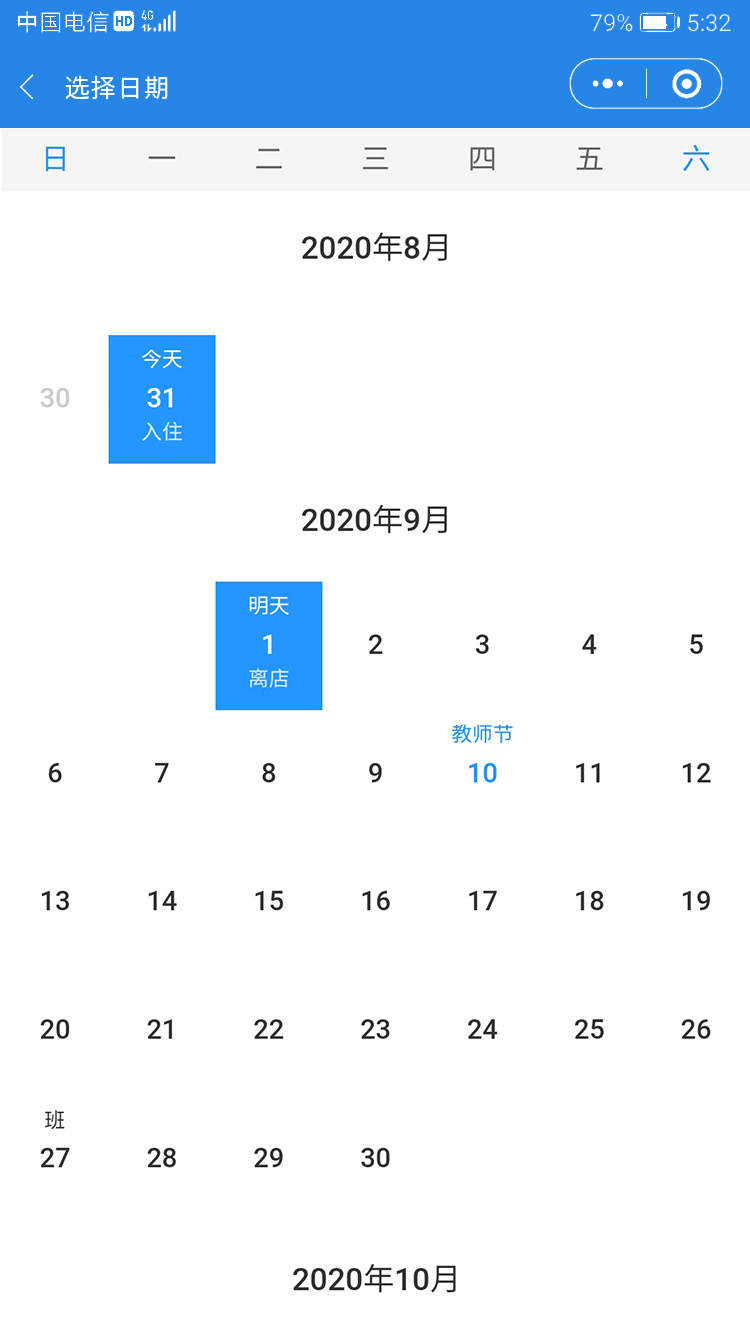 中国电信 HD 4G 79% 5:32
选择日期
日 一 二 三 四 五 六
2020年8月
今天
30 31
入住
2020年9月
明天
1 2 3 4 5
离店
教师节
6 7 8 9 10 11 12
13 14 15 16 17 18 19
20 21 22 23 24 25 26
班
27 28 29 30
2020年10月